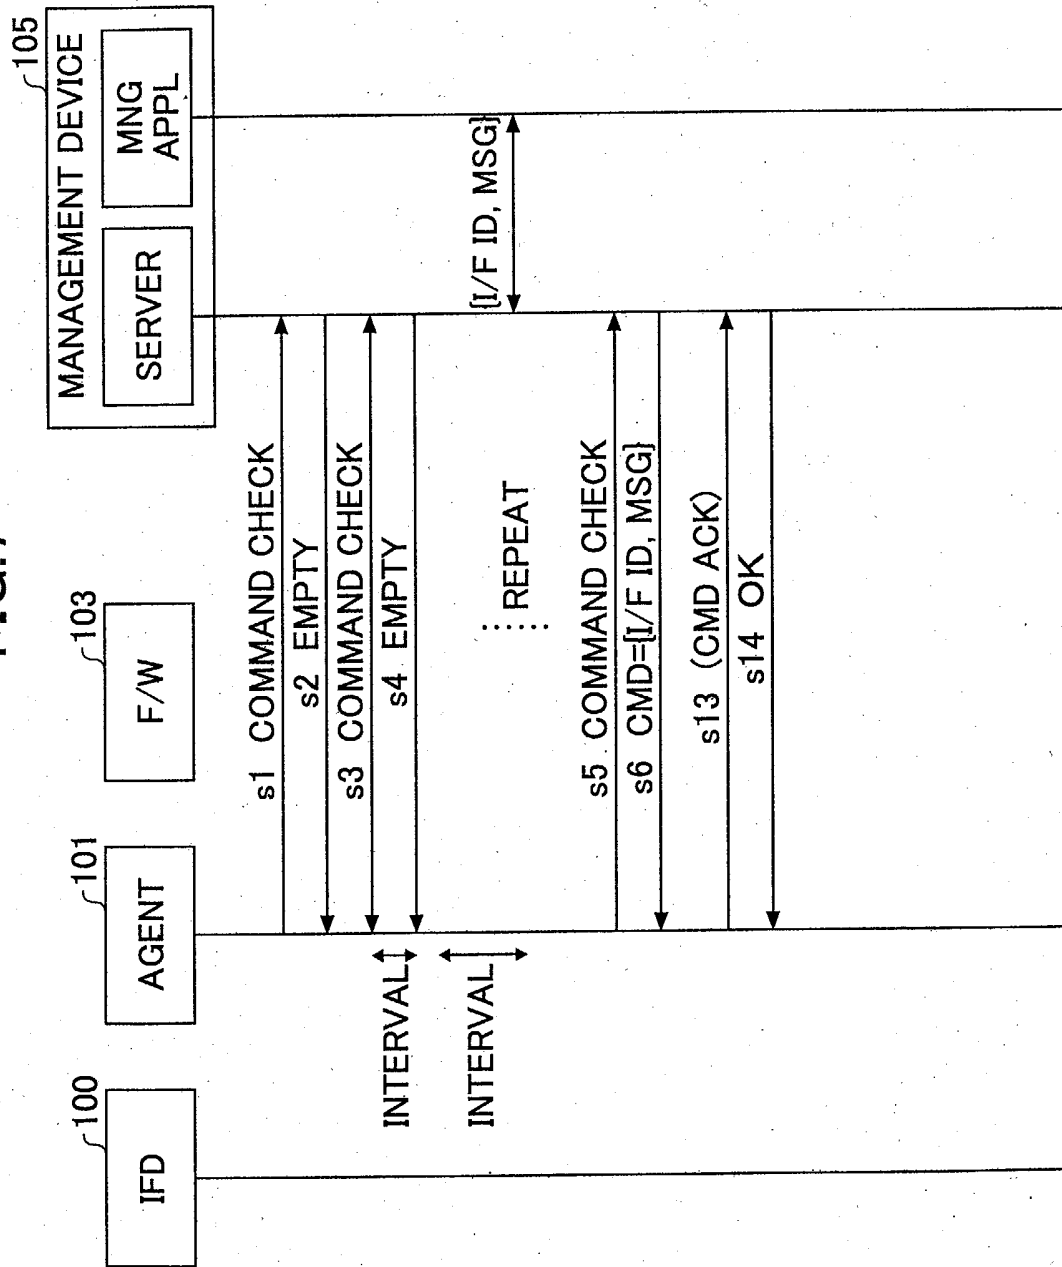 105
MANAGEMENT DEVICE
SERVER
MNG
APPL
103
F/W
101
AGENT
100
IFD
s1 COMMAND CHECK
s2 EMPTY
s3 COMMAND CHECK
s4 EMPTY
INTERVAL
INTERVAL
{I/F ID, MSG}
REPEAT
s5 COMMAND CHECK
s6 CMD={I/F ID, MSG}
s13 (CMD ACK)
s14 OK